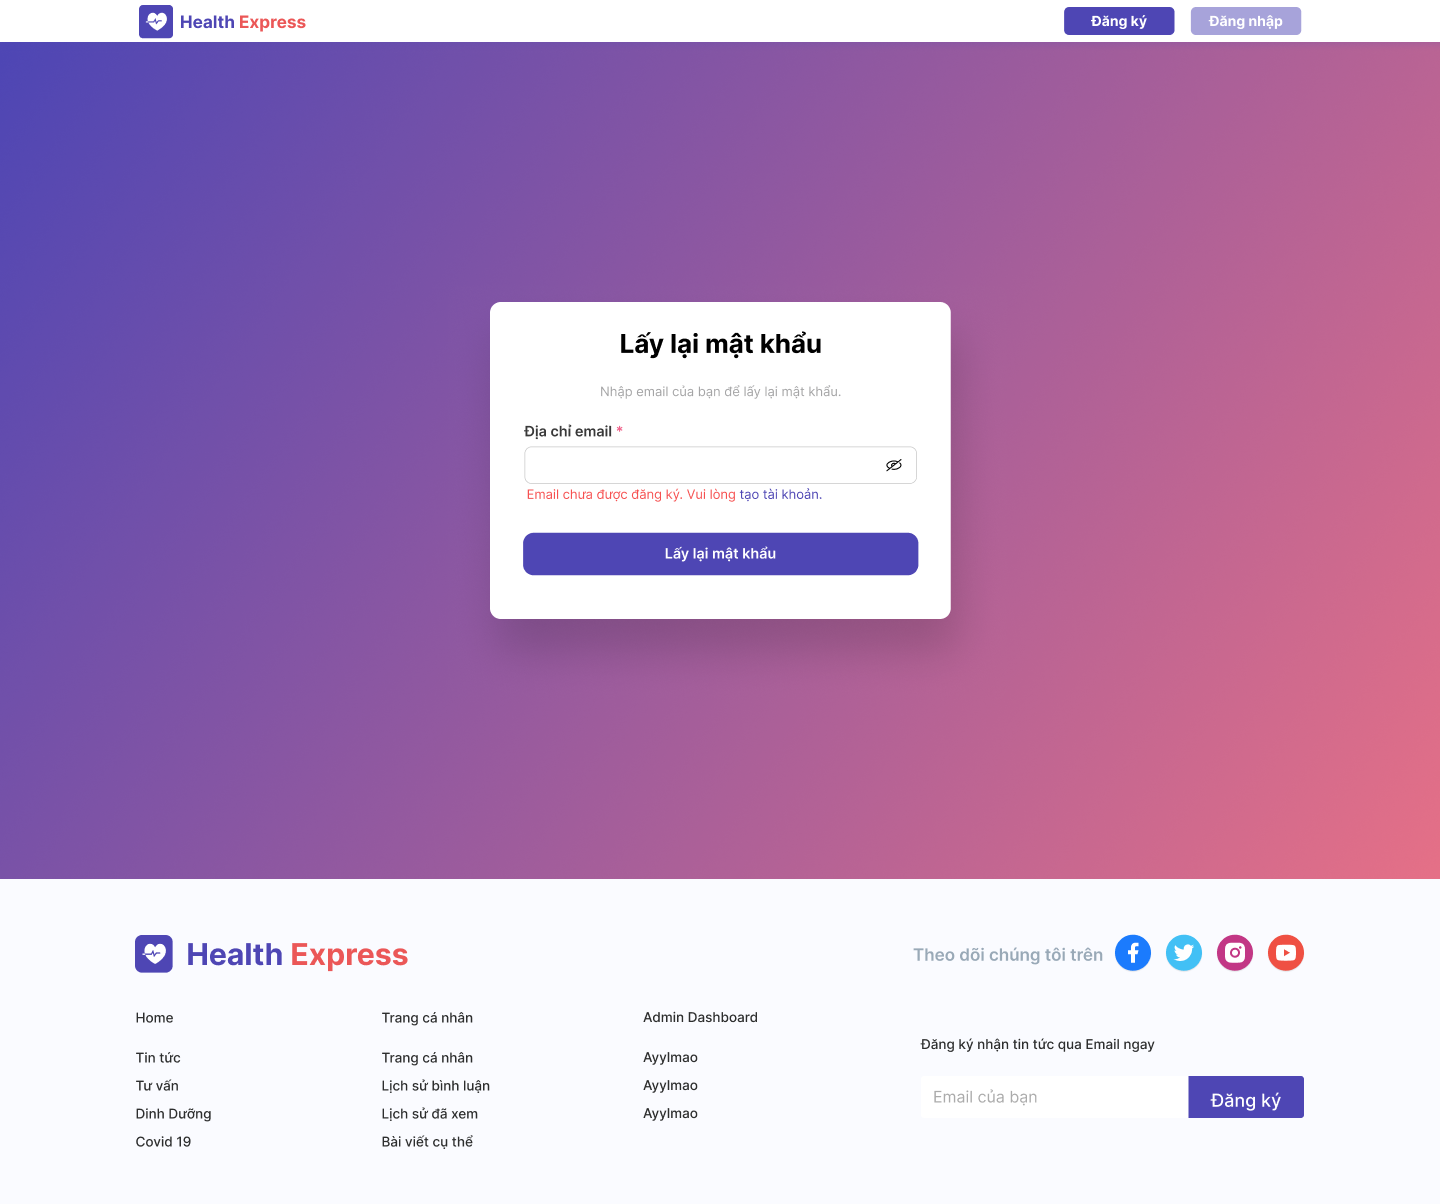 Health Express
Đăng ký
Đăng nhập
Lấy lại mật khẩu
Nhập email của bạn để lấy lại mật khẩu.
Địa chỉ email *
Email chưa được đăng ký. Vui lòng tạo tài khoản.
Lấy lại mật khẩu
Health Express
Theo dõi chúng tôi trên
Home
Tin tức
Tư vấn
Dinh Dưỡng
Covid 19
Trang cá nhân
Trang cá nhân
Lịch sử bình luận
Lịch sử đã xem
Bài viết cụ thể
Admin Dashboard
Ayylmao
Ayylmao
Ayylmao
Đăng ký nhận tin tức qua Email ngay
Email của bạn
Đăng ký